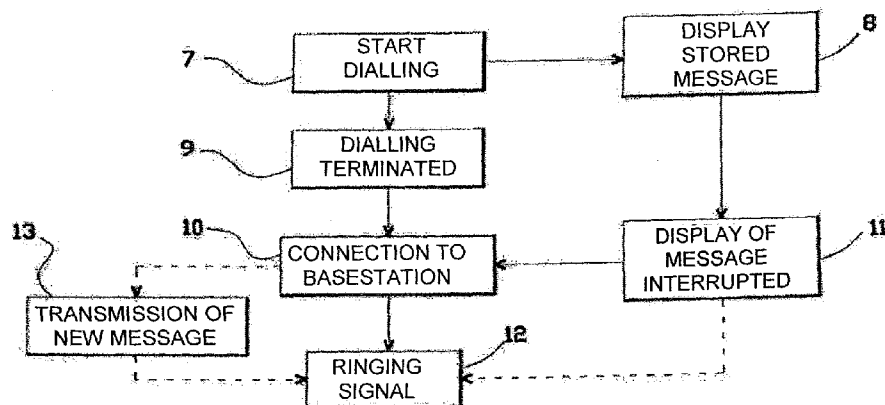 7
START
DIALLING
DISPLAY
STORED
MESSAGE
8
9
DIALLING
TERMINATED
13
10
CONNECTION TO
BASESTATION
DISPLAY OF
MESSAGE
INTERRUPTED
11
TRANSMISSION OF
NEW MESSAGE
RINGING
SIGNAL
12